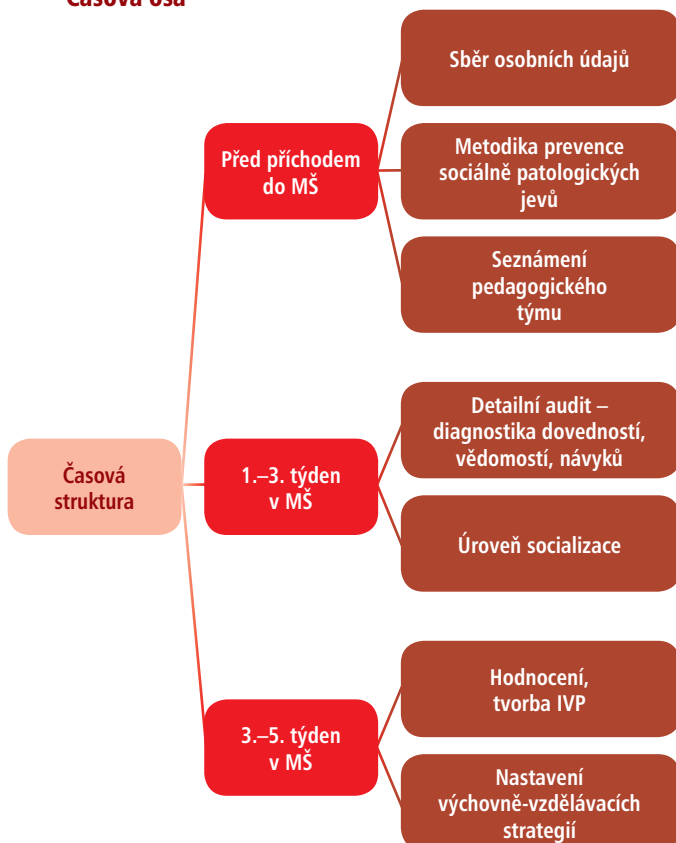 Časová osa
Sběr osobních údajů
Před příchodem
do MŠ
Metodika prevence
sociálně patologických
jevů
Seznámení
pedagogického
týmu
Časová
struktura
1.–3. týden
v MŠ
Detailní audit –
diagnostika dovedností,
vědomostí, návyků
Úroveň socializace
3.–5. týden
v MŠ
Hodnocení,
tvorba IVP
Nastavení
výchovně-vzdělávacích
strategií